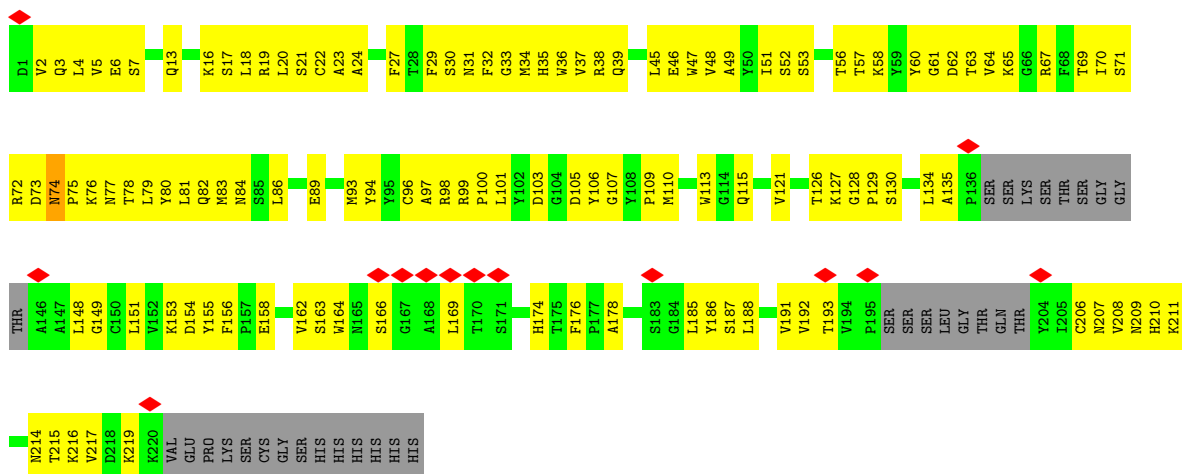 D1 V2 Q3 L4 V5 E6 S7 Q13 K16 S17 L18 R19 L20 S21 C22 A23 A24 F27 T28 F29 S30 N31 F32 G33 M34 H35 W36 V37 R38 Q39 L45 E46 W47 V48 A49 Y50 I51 S52 S53 T56 T57 K58 Y59 Y60 G61 D62 T63 V64 K65 G66 R67 F68 T69 I70 S71
R72 D73 N74 P75 K76 N77 T78 L79 Y80 L81 Q82 M83 N84 S85 L86 E89 M93 Y94 Y95 C96 A97 R98 R99 P100 L101 Y102 D103 G104 D105 Y106 G107 Y108 P109 M110 W113 G114 Q115 V121 T126 K127 G128 P129 S130 L134 A135 P136 SER SER LYS SER THR SER GLY GLY
THR A146 A147 L148 G149 C150 L151 V152 K153 D154 Y155 F156 P157 E158 V162 S163 W164 N165 S166 G167 A168 L169 T170 S171 H174 T175 F176 P177 A178 S183 G184 L185 Y186 S187 L188 V191 V192 T193 V194 P195 SER SER SER LEU GLY THR GLN THR Y204 I205 C206 N207 V208 N209 H210 K211
N214 T215 K216 V217 D218 K219 K220 VAL GLU PRO LYS SER CYS GLY SER HIS HIS HIS HIS HIS HIS